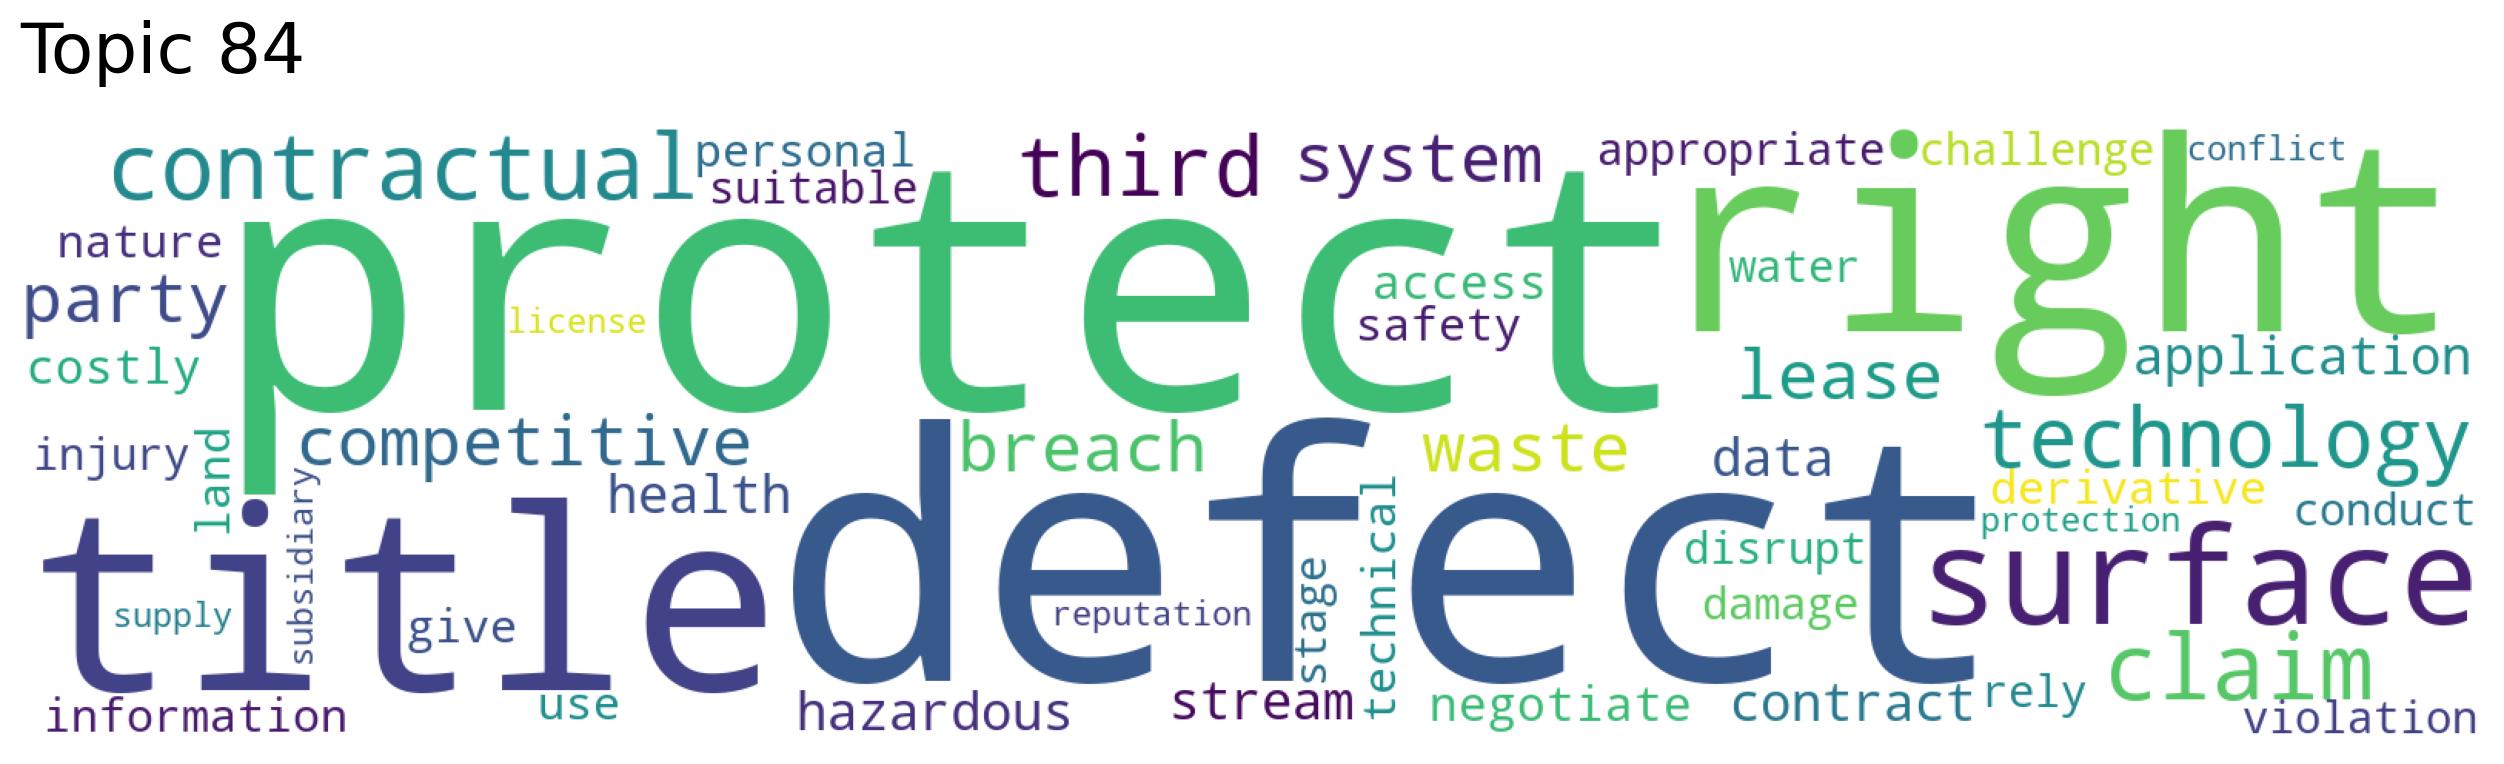 Topic 84
contractual
personal
suitable
third
system
appropriate
challenge
conflict
nature
protect
right
party
license
access
safety
water
costly
lease
application
injury
land
competitive
breach
waste
data
technology
subsidiary
health
derivative
protection
conduct
title
defect
technical
disrupt
surface
supply
give
reputation
stage
damage
claim
information
use
hazardous
stream
negotiate
contract
rely
violation